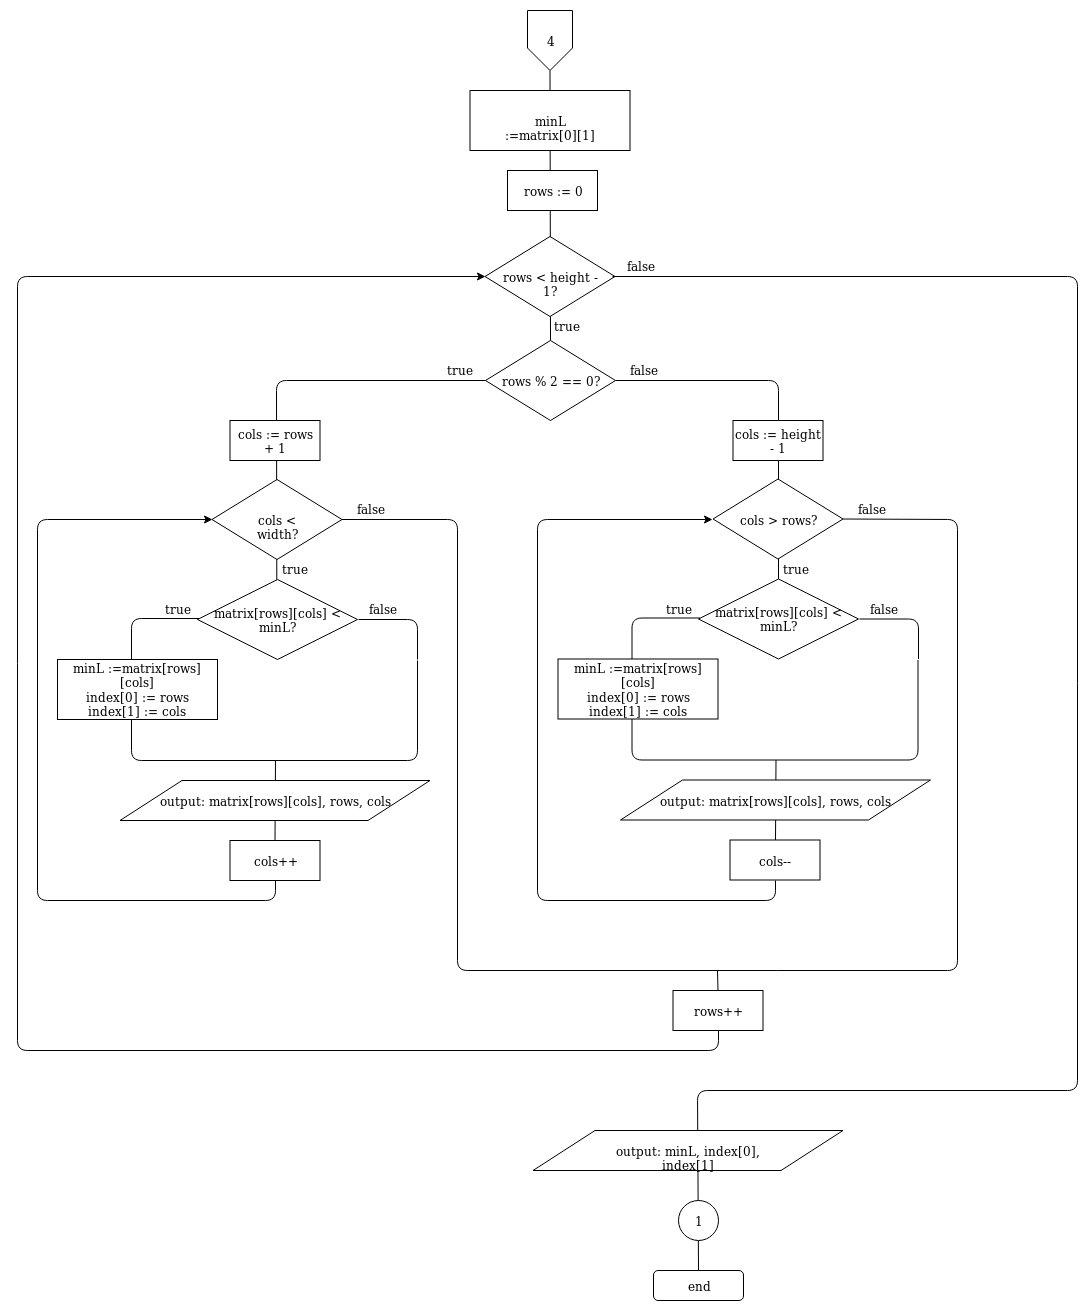 4
minL
:=matrix[0][1]
rows := 0
rows < height -
1?
false
true
rows % 2 == 0?
true
false
cols := rows
+ 1
cols := height
- 1
cols <
width?
false
true
cols > rows?
false
true
matrix[rows][cols] <
minL?
true
false
matrix[rows][cols] <
minL?
true
false
minL :=matrix[rows]
[cols]
index[0] := rows
index[1] := cols
minL :=matrix[rows]
[cols]
index[0] := rows
index[1] := cols
output: matrix[rows][cols], rows, cols
output: matrix[rows][cols], rows, cols
cols++
cols--
rows++
output: minL, index[0],
index[1]
1
end